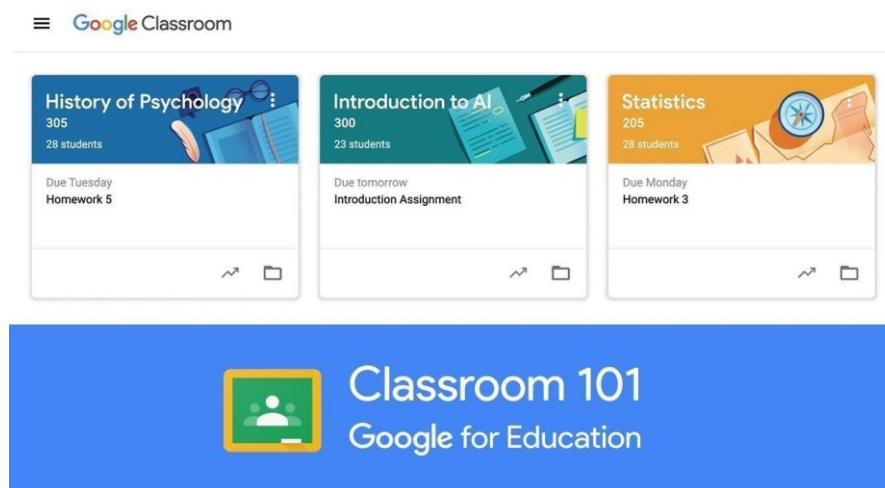 Google Classroom
History of Psychology
305
28 students
Due Tuesday
Homework 5
Introduction to AI
300
23 students
Due tomorrow
Introduction Assignment
Statistics
205
28 students
Due Monday
Homework 3
Classroom 101
Google for Education